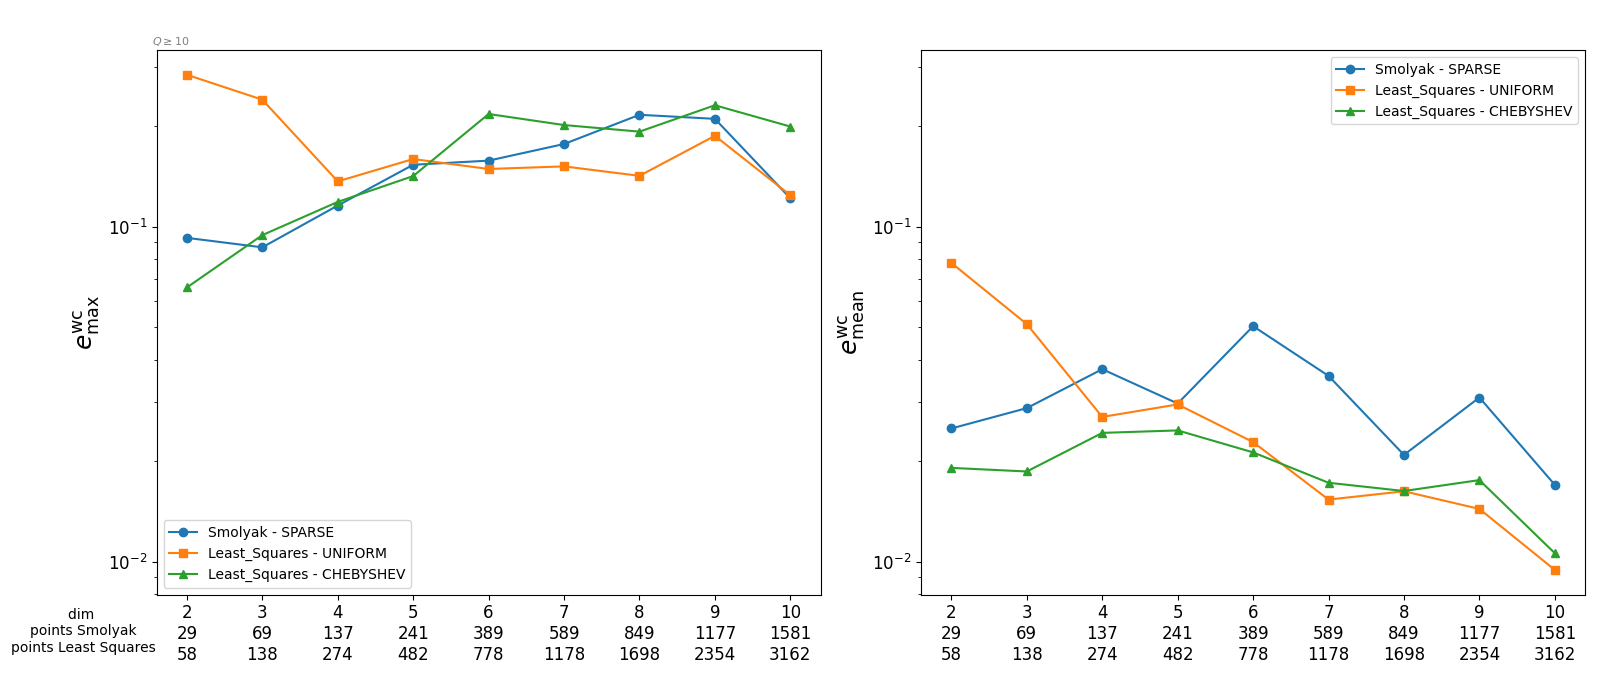 Q ≥ 10
10⁻¹
10⁻²
e^wc_max
Smolyak - SPARSE
Least_Squares - UNIFORM
Least_Squares - CHEBYSHEV
dim
2 3 4 5 6 7 8 9 10
points Smolyak
29 69 137 241 389 589 849 1177 1581
points Least Squares
58 138 274 482 778 1178 1698 2354 3162
Smolyak - SPARSE
Least_Squares - UNIFORM
Least_Squares - CHEBYSHEV
10⁻¹
10⁻²
e^wc_mean
2 3 4 5 6 7 8 9 10
29 69 137 241 389 589 849 1177 1581
58 138 274 482 778 1178 1698 2354 3162